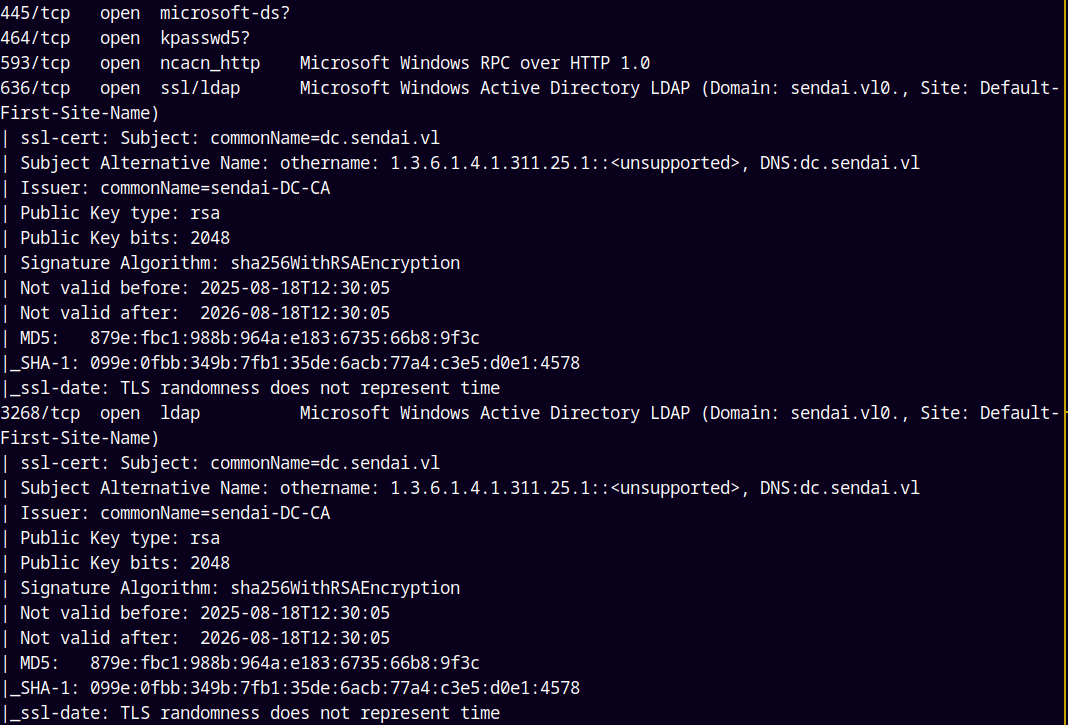 445/tcp   open  microsoft-ds?
464/tcp   open  kpasswd5?
593/tcp   open  ncacn_http    Microsoft Windows RPC over HTTP 1.0
636/tcp   open  ssl/ldap      Microsoft Windows Active Directory LDAP (Domain: sendai.vl0., Site: Default-
First-Site-Name)
| ssl-cert: Subject: commonName=dc.sendai.vl
| Subject Alternative Name: othername: 1.3.6.1.4.1.311.25.1::<unsupported>, DNS:dc.sendai.vl
| Issuer: commonName=sendai-DC-CA
| Public Key type: rsa
| Public Key bits: 2048
| Signature Algorithm: sha256WithRSAEncryption
| Not valid before: 2025-08-18T12:30:05
| Not valid after:  2026-08-18T12:30:05
| MD5:   879e:fbc1:988b:964a:e183:6735:66b8:9f3c
|_SHA-1: 099e:0fbb:349b:7fb1:35de:6acb:77a4:c3e5:d0e1:4578
|_ssl-date: TLS randomness does not represent time
3268/tcp  open  ldap          Microsoft Windows Active Directory LDAP (Domain: sendai.vl0., Site: Default-
First-Site-Name)
| ssl-cert: Subject: commonName=dc.sendai.vl
| Subject Alternative Name: othername: 1.3.6.1.4.1.311.25.1::<unsupported>, DNS:dc.sendai.vl
| Issuer: commonName=sendai-DC-CA
| Public Key type: rsa
| Public Key bits: 2048
| Signature Algorithm: sha256WithRSAEncryption
| Not valid before: 2025-08-18T12:30:05
| Not valid after:  2026-08-18T12:30:05
| MD5:   879e:fbc1:988b:964a:e183:6735:66b8:9f3c
|_SHA-1: 099e:0fbb:349b:7fb1:35de:6acb:77a4:c3e5:d0e1:4578
|_ssl-date: TLS randomness does not represent time